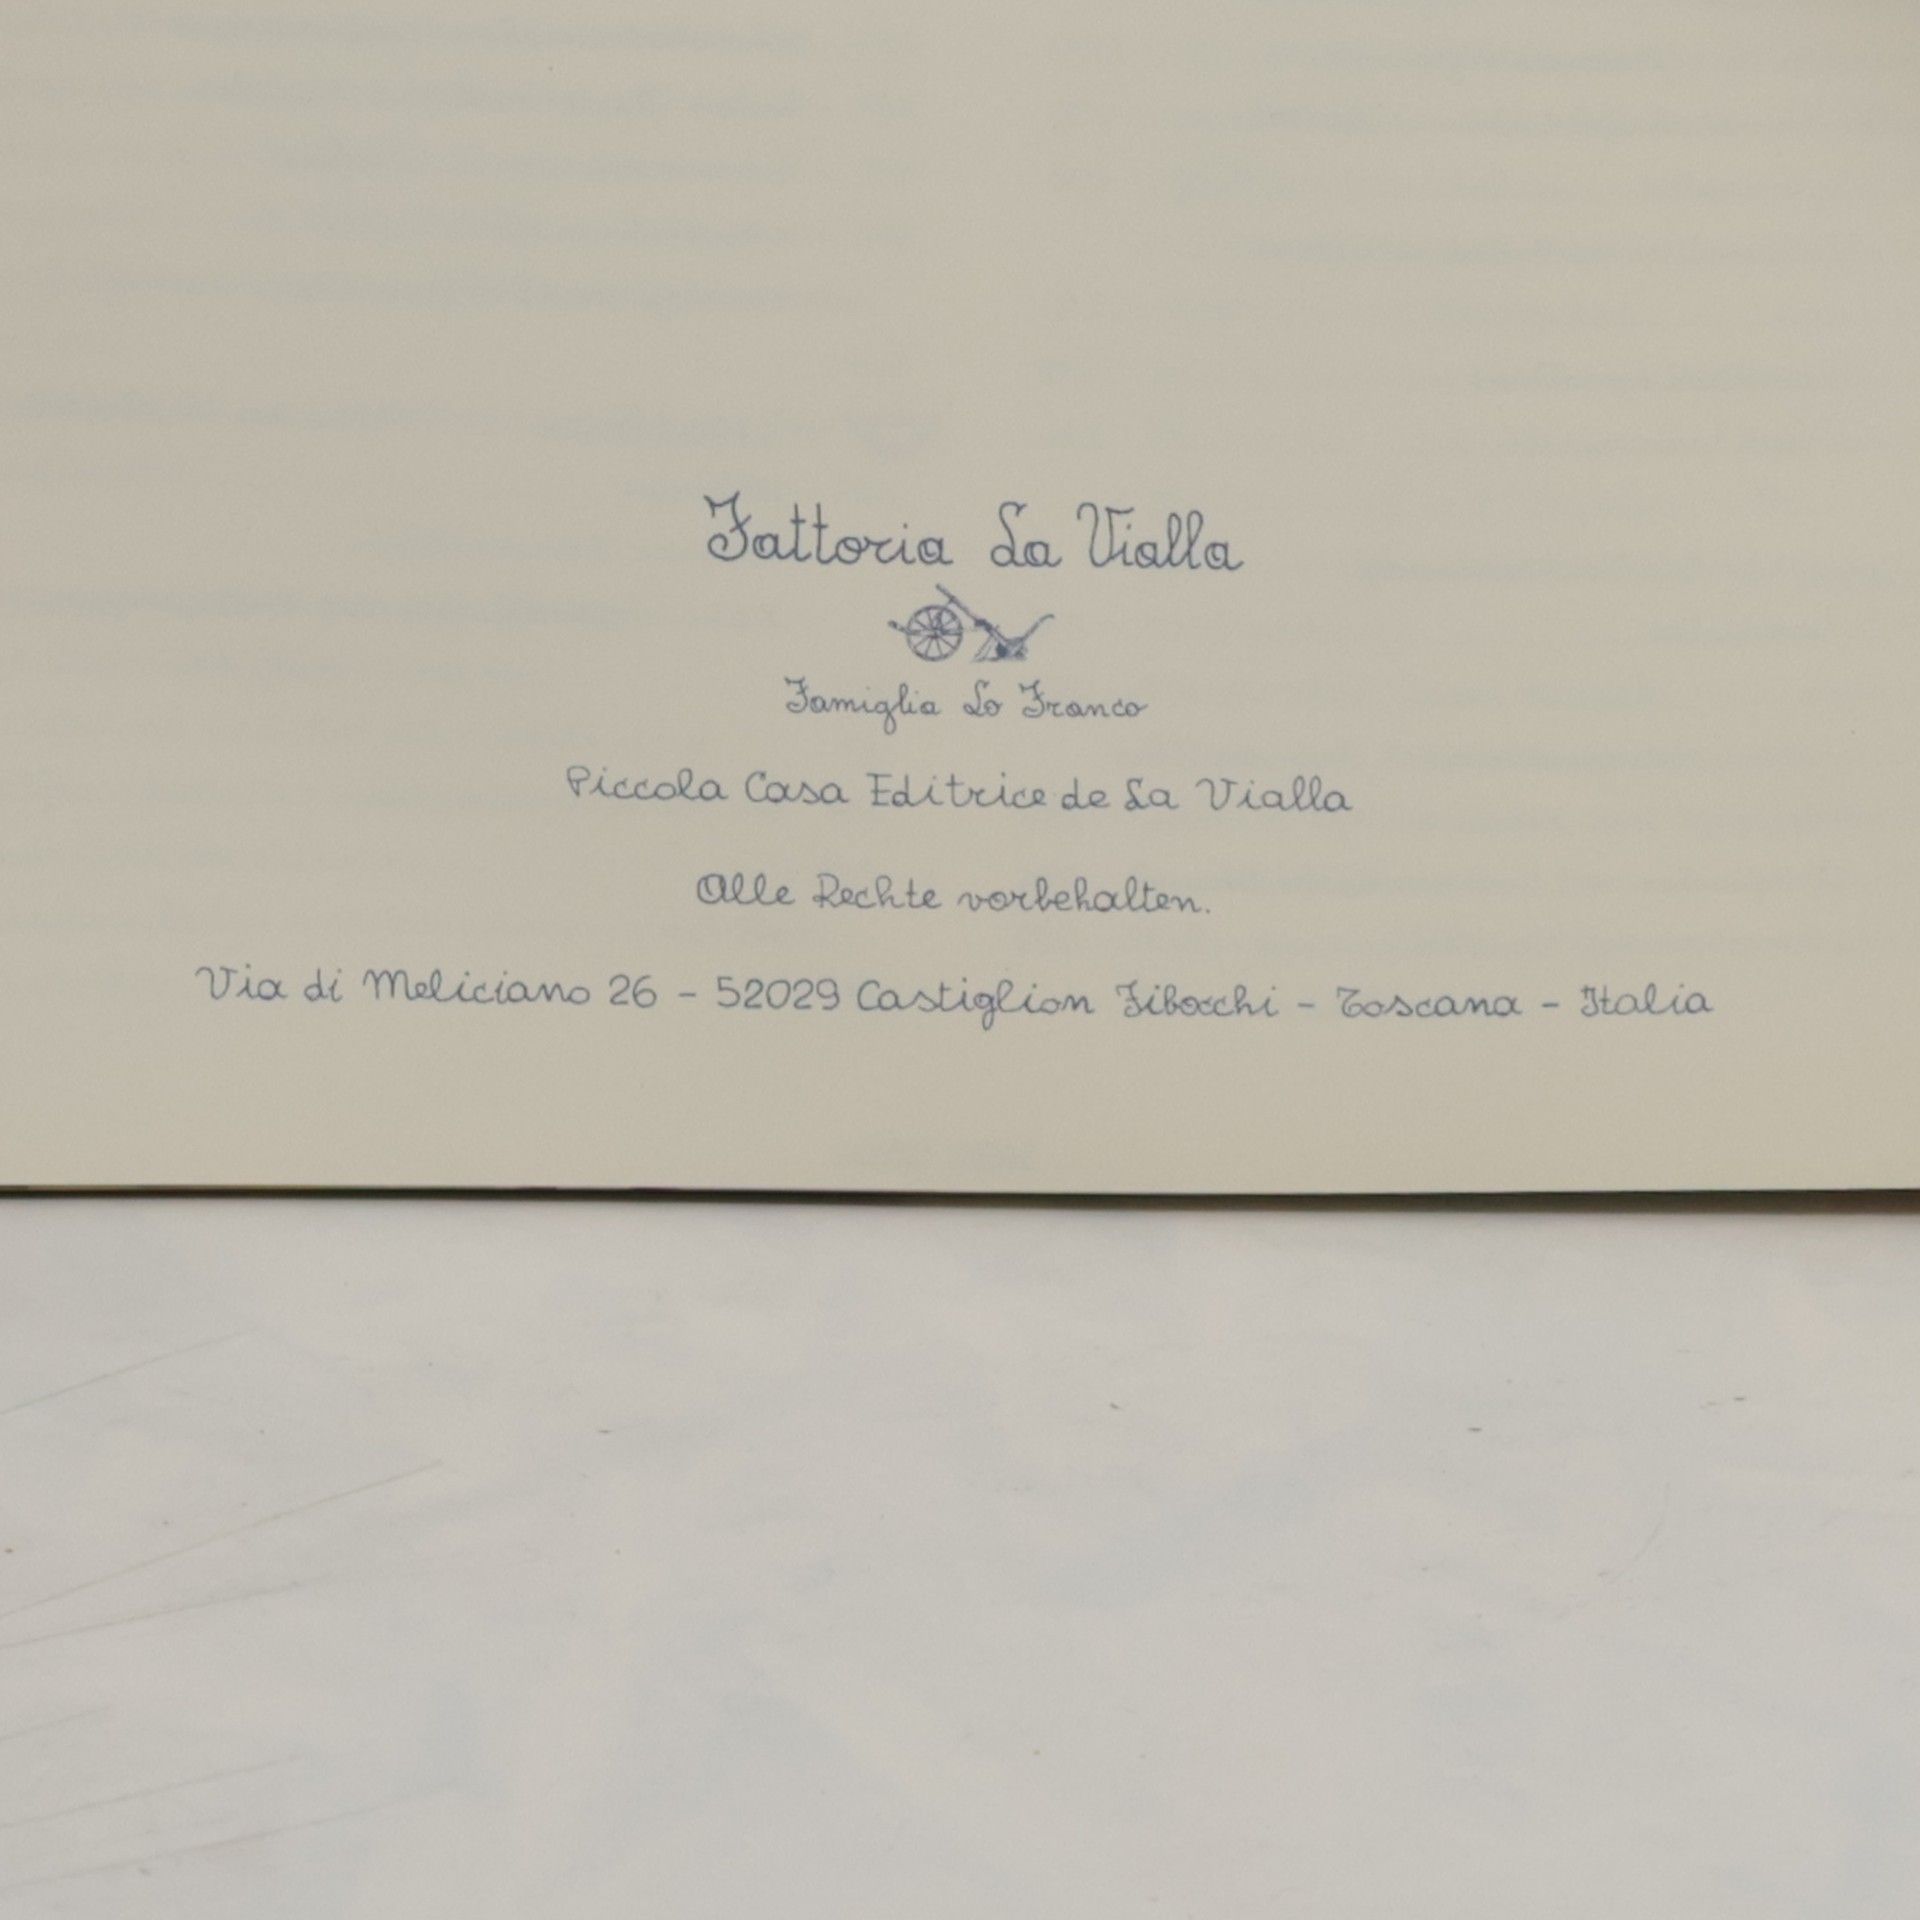 Fattoria La Vialla
Famiglia Lo Franco
Piccola Casa Editrice de La Vialla
Alle Rechte vorbehalten.
Via di Meliciano 26 - 52029 Castiglion Fibocchi - Toscana - Italia